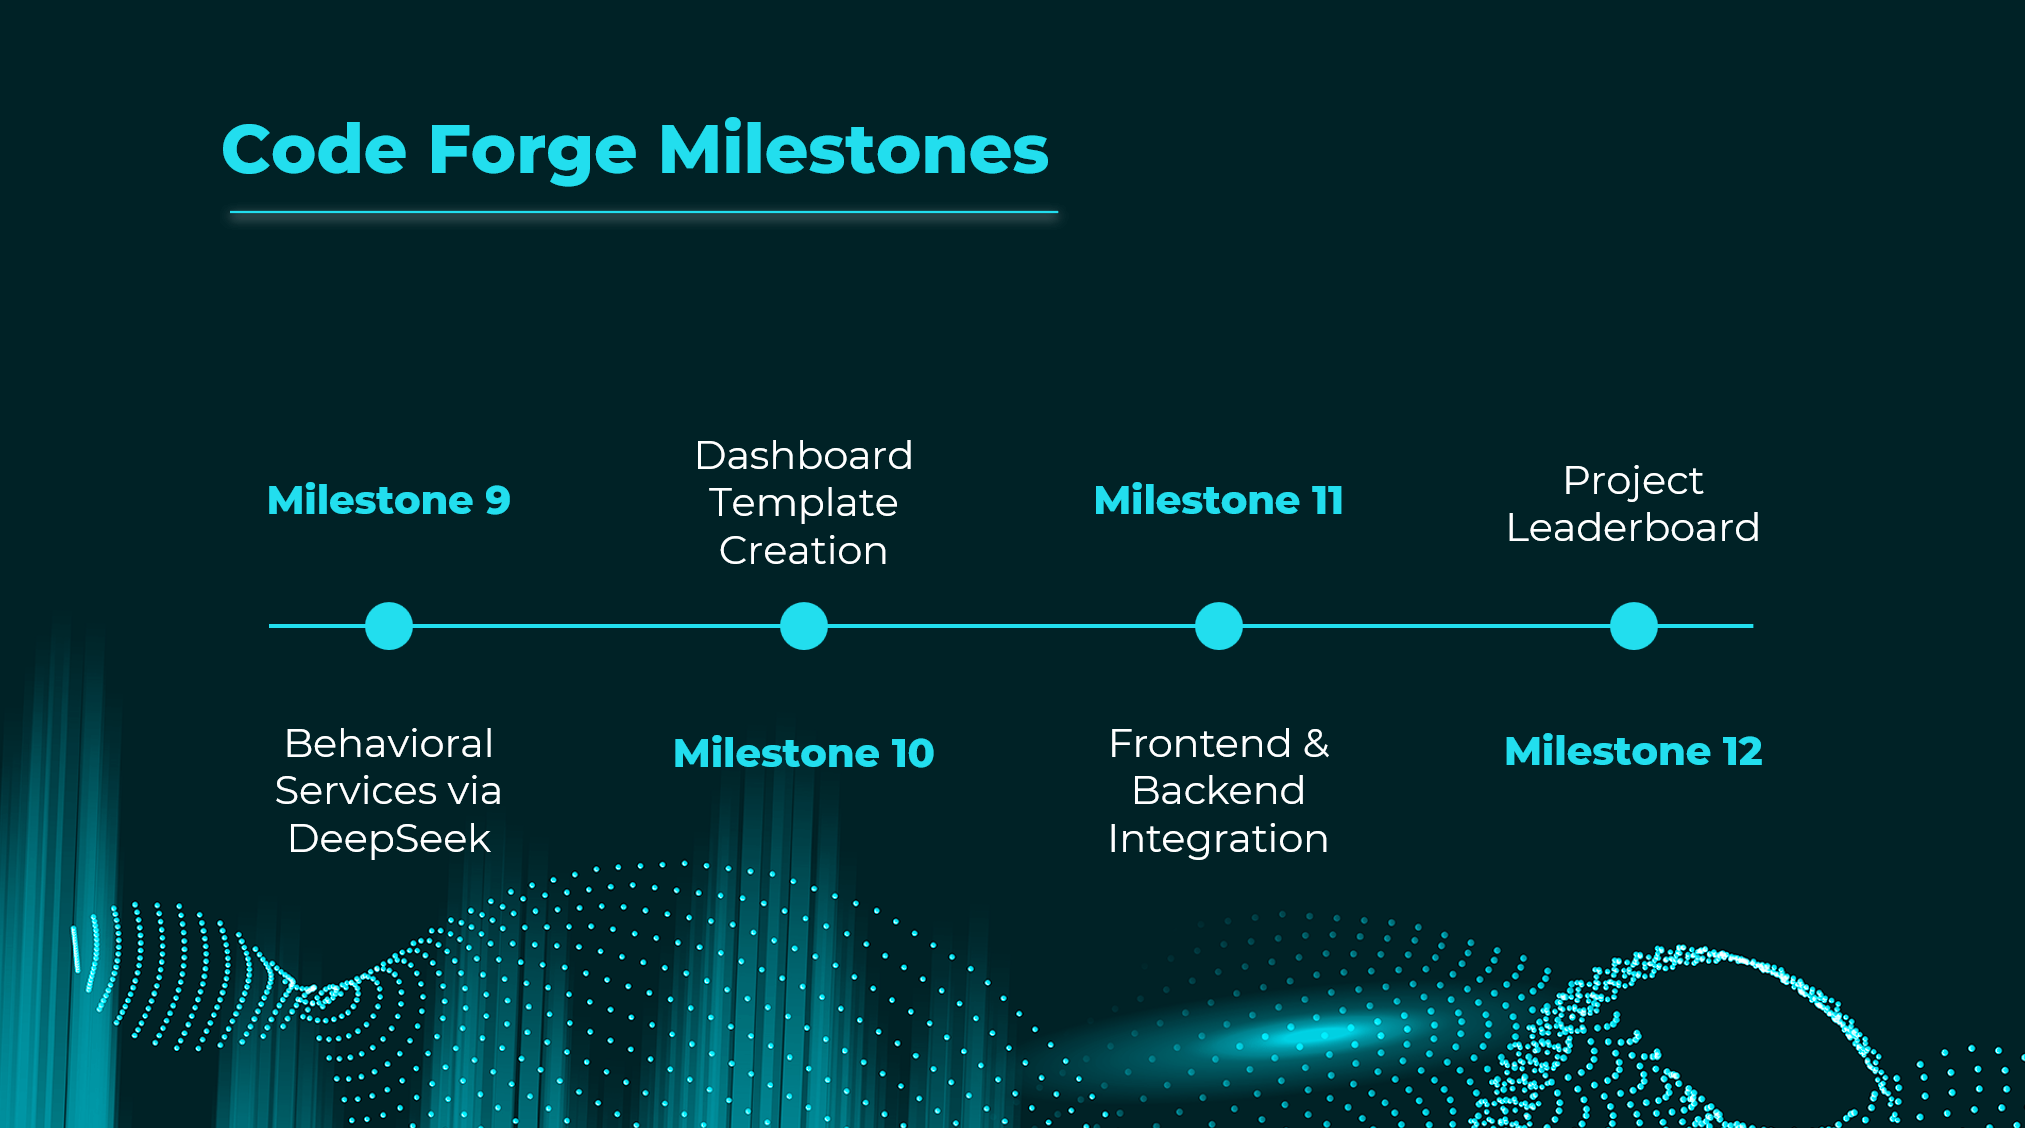 Code Forge Milestones
Milestone 9
Behavioral
Services via
DeepSeek
Dashboard
Template
Creation
Milestone 10
Milestone 11
Frontend &
Backend
Integration
Project
Leaderboard
Milestone 12